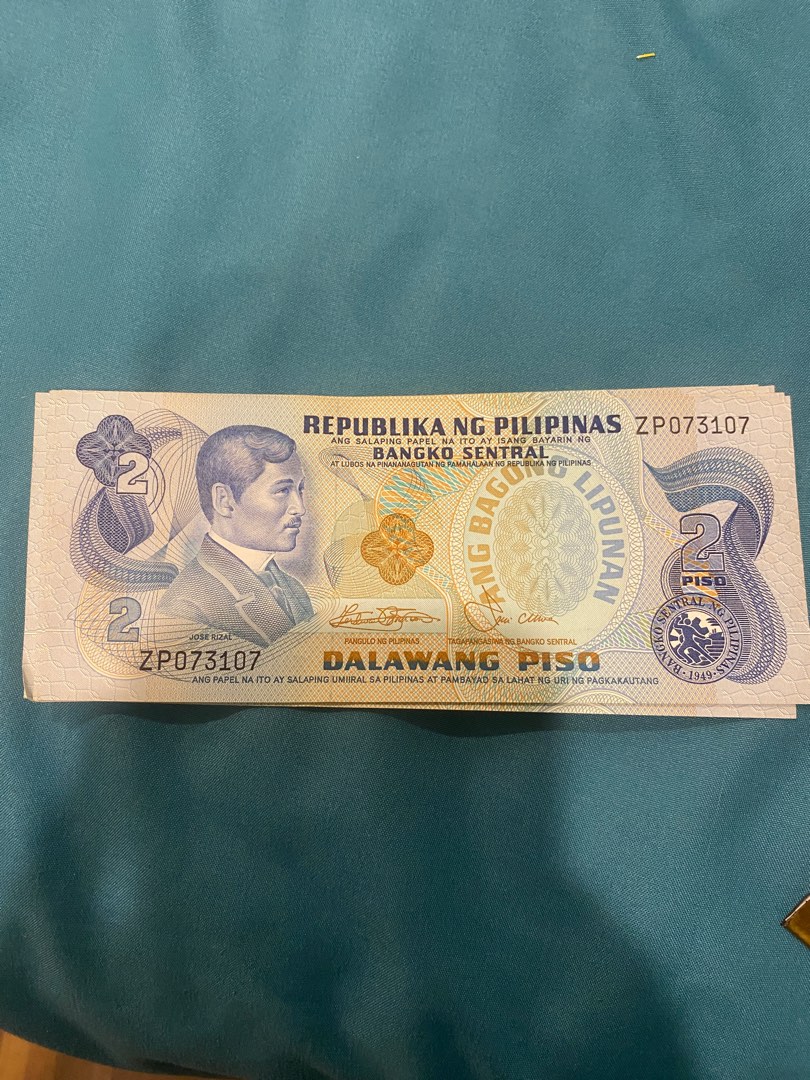 REPUBLIKA NG PILIPINAS
ZP073107
ANG SALAPING PAPEL NA ITO AY ISANG BAYARIN NG
BANGKO SENTRAL
AT LUBOS NA PINANANAGUTAN NG PAMAHALAAN NG REPUBLIKA NG PILIPINAS
2
ANG BAGONG LIPUNAN
2
PISO
2
JOSE RIZAL
PANGULO NG PILIPINAS
TAGAPANGASIWA NG BANGKO SENTRAL
BANGKO SENTRAL NG PILIPINAS
·1949·
ZP073107
DALAWANG PISO
ANG PAPEL NA ITO AY SALAPING UMIIRAL SA PILIPINAS AT PAMBAYAD SA LAHAT NG URI NG PAGKAKAUTANG